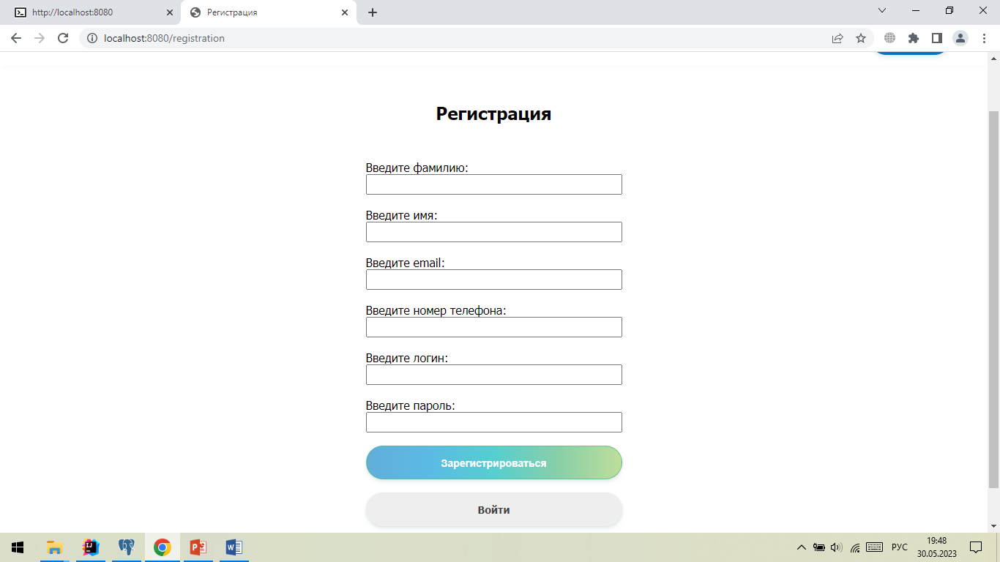 http://localhost:8080
Регистрация
localhost:8080/registration
Регистрация
Введите фамилию:
Введите имя:
Введите email:
Введите номер телефона:
Введите логин:
Введите пароль:
Зарегистрироваться
Войти
РУС
19:48
30.05.2023